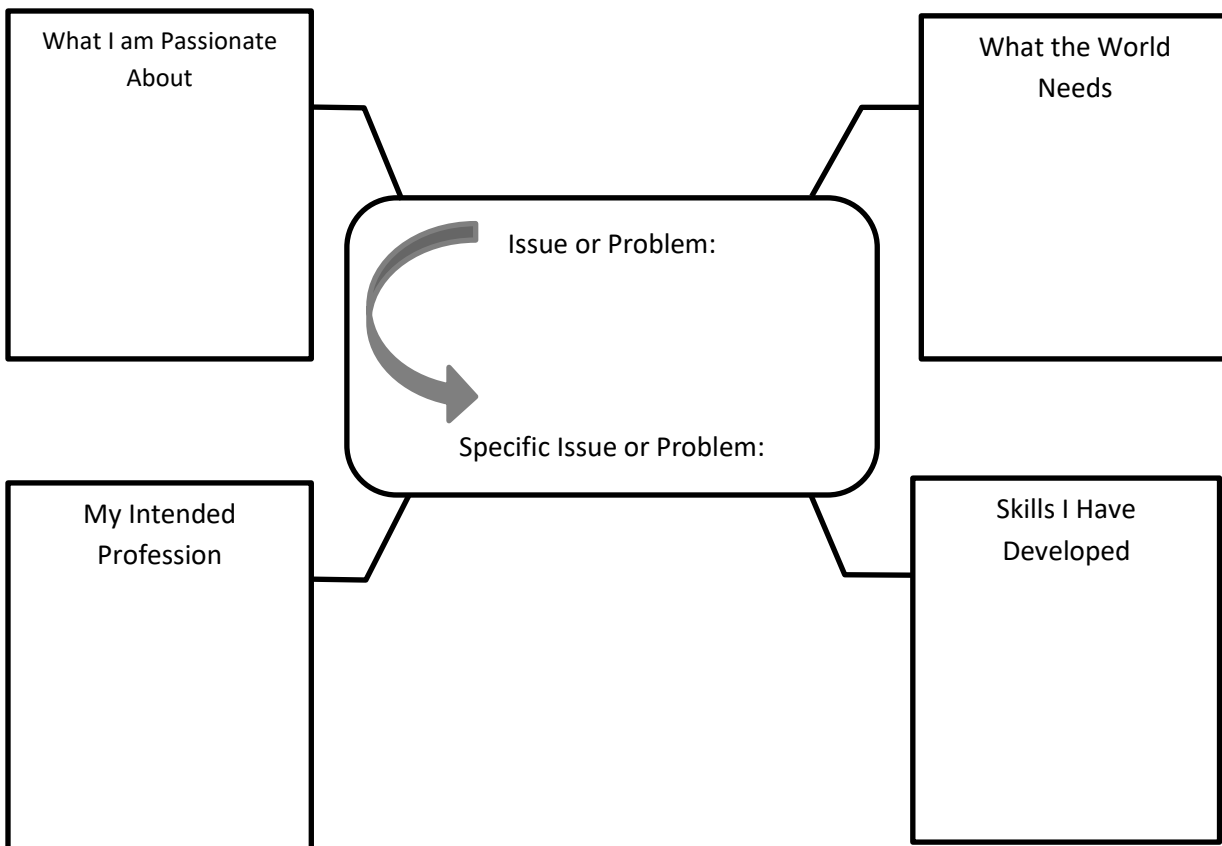 What I am Passionate
About
What the World
Needs
Issue or Problem:
Specific Issue or Problem:
My Intended
Profession
Skills I Have
Developed